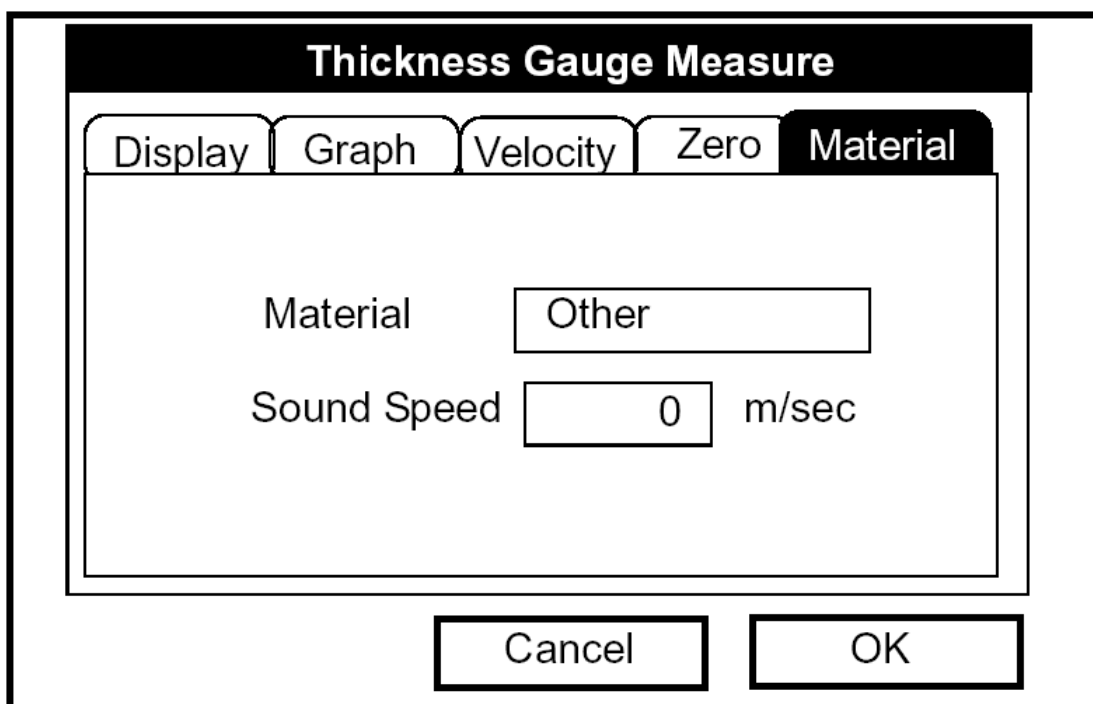 Thickness Gauge Measure
Display Graph Velocity Zero Material
Material Other
Sound Speed 0 m/sec
Cancel OK